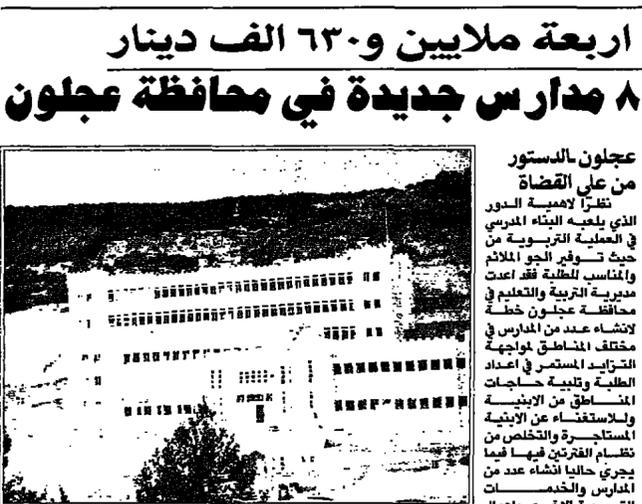 اربعة ملايين و٦٣٠ الف دينار
٨ مدارس جديدة في محافظة عجلون
عجلون ـ الدستور
من علي القضاة
نظرا لاهمية الدور
الذي يلعبه البناء المدرسي
في العملية التربوية من
حيث توفير الجو الملائم
والمناسب للطلبة فقد اعدت
مديرية التربية والتعليم في
محافظة عجلون خطة
لانشاء عدد من المدارس في
مختلف المناطق لمواجهة
التزايد المستمر في اعداد
الطلبة وتلبية حاجات
المناطق من الابنية
وللاستغناء عن الابنية
المستاجرة والتخلص من
نظام الفترتين فيها فيما
يجري حاليا انشاء عدد من
المدارس والخدمات